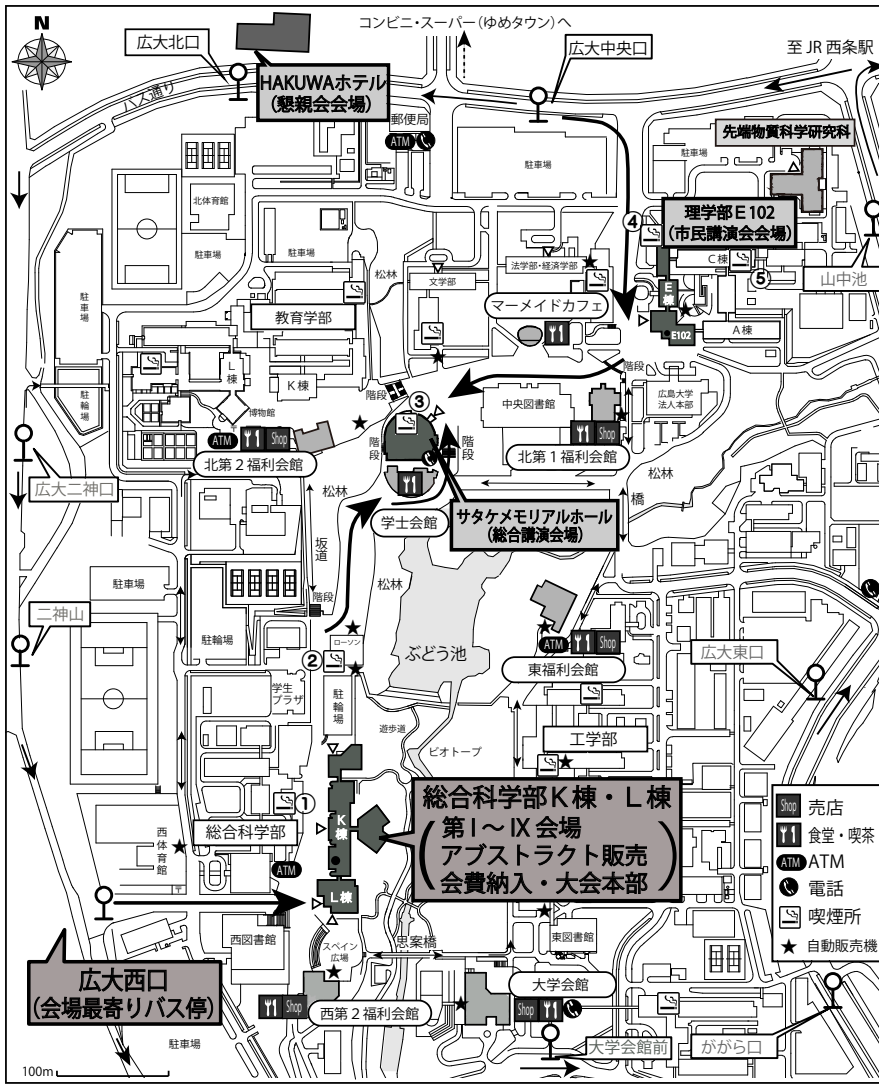 コンビニ・スーパー(ゆめタウン)へ
N
広大北口
広大中央口
至 JR 西条駅
HAKUWAホテル
(懇親会会場)
バス通り
郵便局
ATM
駐車場
駐車場
先端物質科学研究科
北体育館
理学部E102
(市民講演会会場)
④
駐車場
駐車場
松林
文学部
法学部・経済学部
C棟
⑤
山中池
駐車場
教育学部
マーメイドカフェ
E棟
E102
A棟
L棟
K棟
博物館
階段
③
中央図書館
階段
広島大学
法人本部
駐輪場
ATM
Shop
北第2福利会館
階段
階段
Shop
北第1福利会館
松林
広大二神口
松林
学士会館
サタケメモリアルホール
(総合講演会場)
橋
坂道
駐車場
松林
階段
二神山
駐輪場
ローソン
②
ぶどう池
ATM
Shop
東福利会館
広大東口
学生
プラザ
駐輪場
遊歩道
ビオトープ
工学部
①
総合科学部
K棟
総合科学部K棟・L棟
第I〜IX会場
アブストラクト販売
会費納入・大会本部
Shop
売店
食堂・喫茶
ATM
ATM
電話
喫煙所
自動販売機
西体育館
ATM
L棟
西図書館
スペイン
広場
思案橋
東図書館
広大西口
(会場最寄りバス停)
Shop
西第2福利会館
大学会館
Shop
大学会館前
ががら口
駐車場
100m